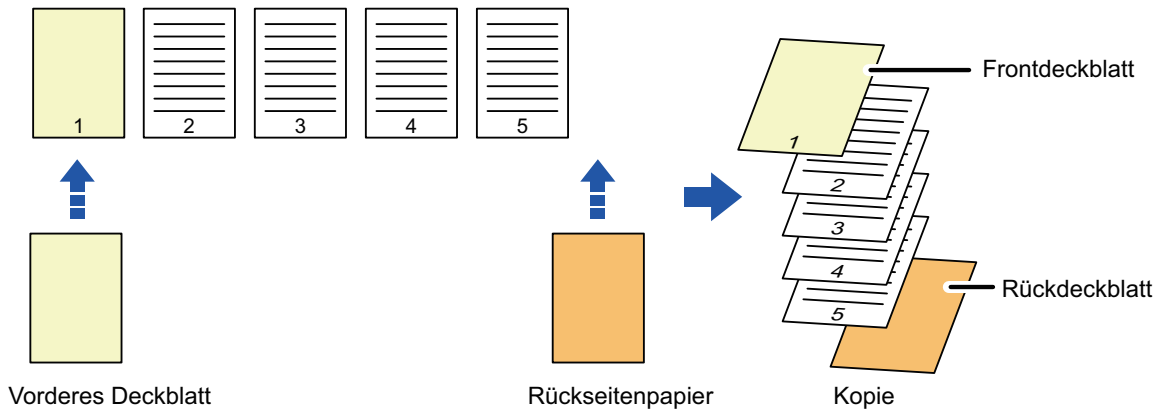 1 2 3 4 5
Frontdeckblatt
1
2
3
4
5
Rückdeckblatt
Vorderes Deckblatt
Rückseitenpapier
Kopie